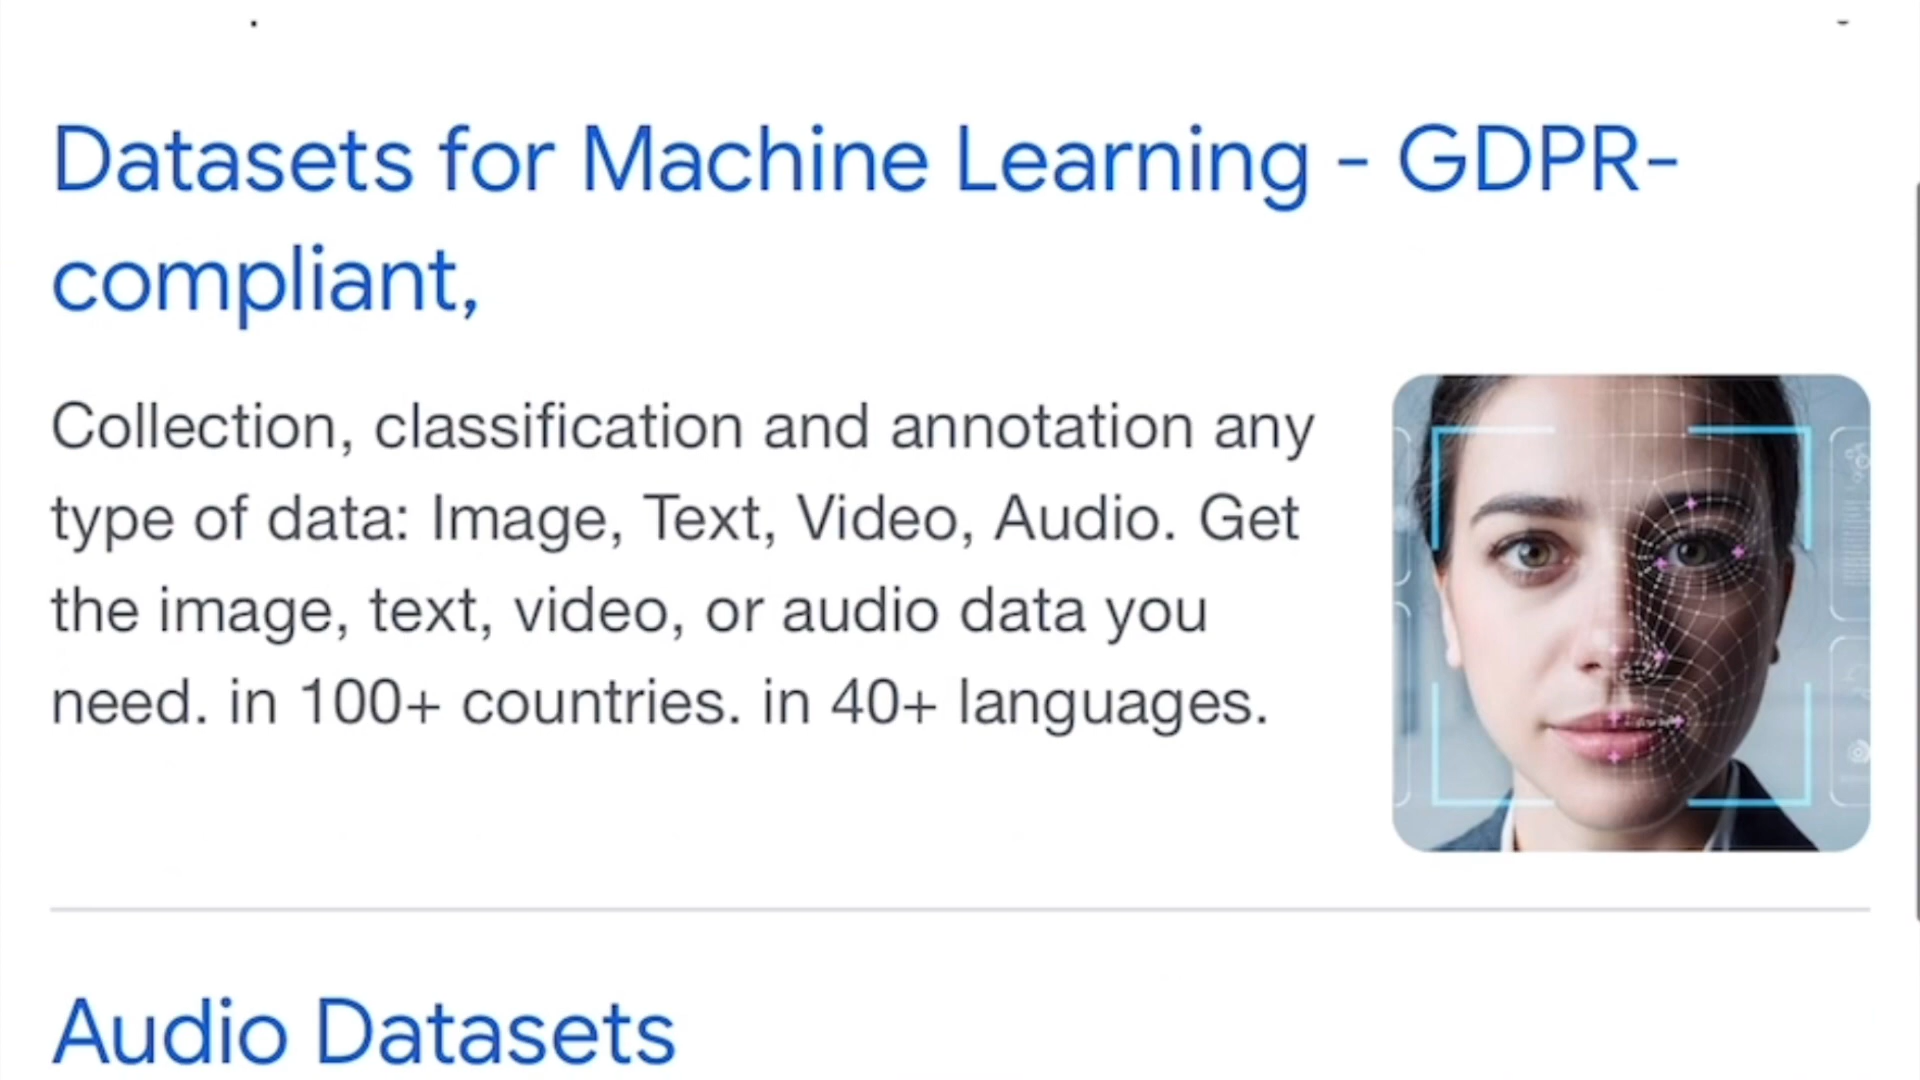 Datasets for Machine Learning - GDPR-
compliant,
Collection, classification and annotation any
type of data: Image, Text, Video, Audio. Get
the image, text, video, or audio data you
need. in 100+ countries. in 40+ languages.
Audio Datasets